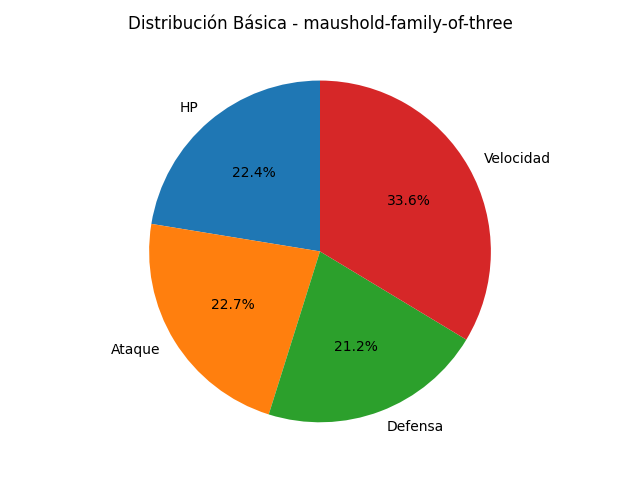 Distribución Básica - maushold-family-of-three
HP
22.4%
Velocidad
33.6%
Ataque
22.7%
Defensa
21.2%